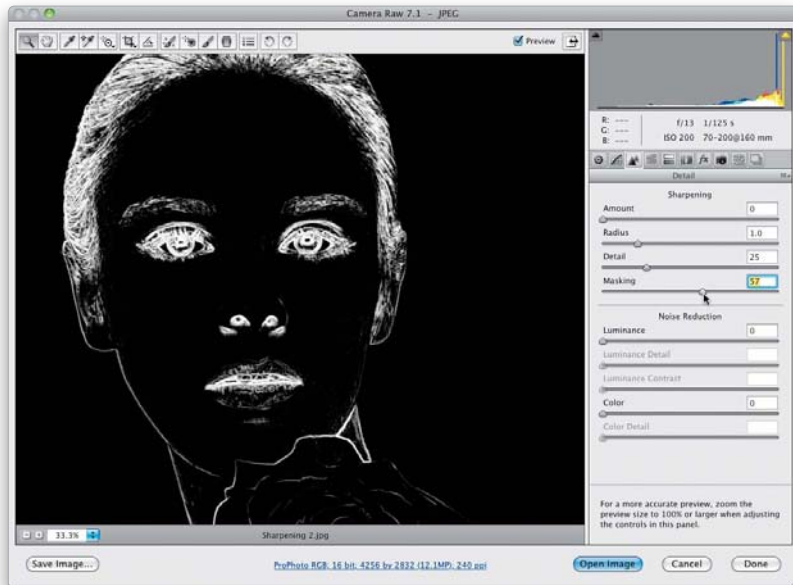 Camera Raw 7.1 – JPEG
Preview
R: ---
G: ---
B: ---
f/13 1/125 s
ISO 200 70-200@160 mm
fx
Detail
Sharpening
Amount 0
Radius 1.0
Detail 25
Masking 57
Noise Reduction
Luminance 0
Luminance Detail
Luminance Contrast
Color 0
Color Detail
For a more accurate preview, zoom the
preview size to 100% or larger when adjusting
the controls in this panel.
33.3% Sharpening 2.jpg
Save Image... ProPhoto RGB; 16 bit; 4256 by 2832 (12.1MP); 240 ppi Open Image Cancel Done